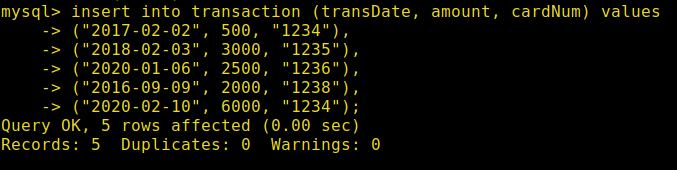 mysql> insert into transaction (transDate, amount, cardNum) values
    -> ("2017-02-02", 500, "1234"),
    -> ("2018-02-03", 3000, "1235"),
    -> ("2020-01-06", 2500, "1236"),
    -> ("2016-09-09", 2000, "1238"),
    -> ("2020-02-10", 6000, "1234");
Query OK, 5 rows affected (0.00 sec)
Records: 5  Duplicates: 0  Warnings: 0